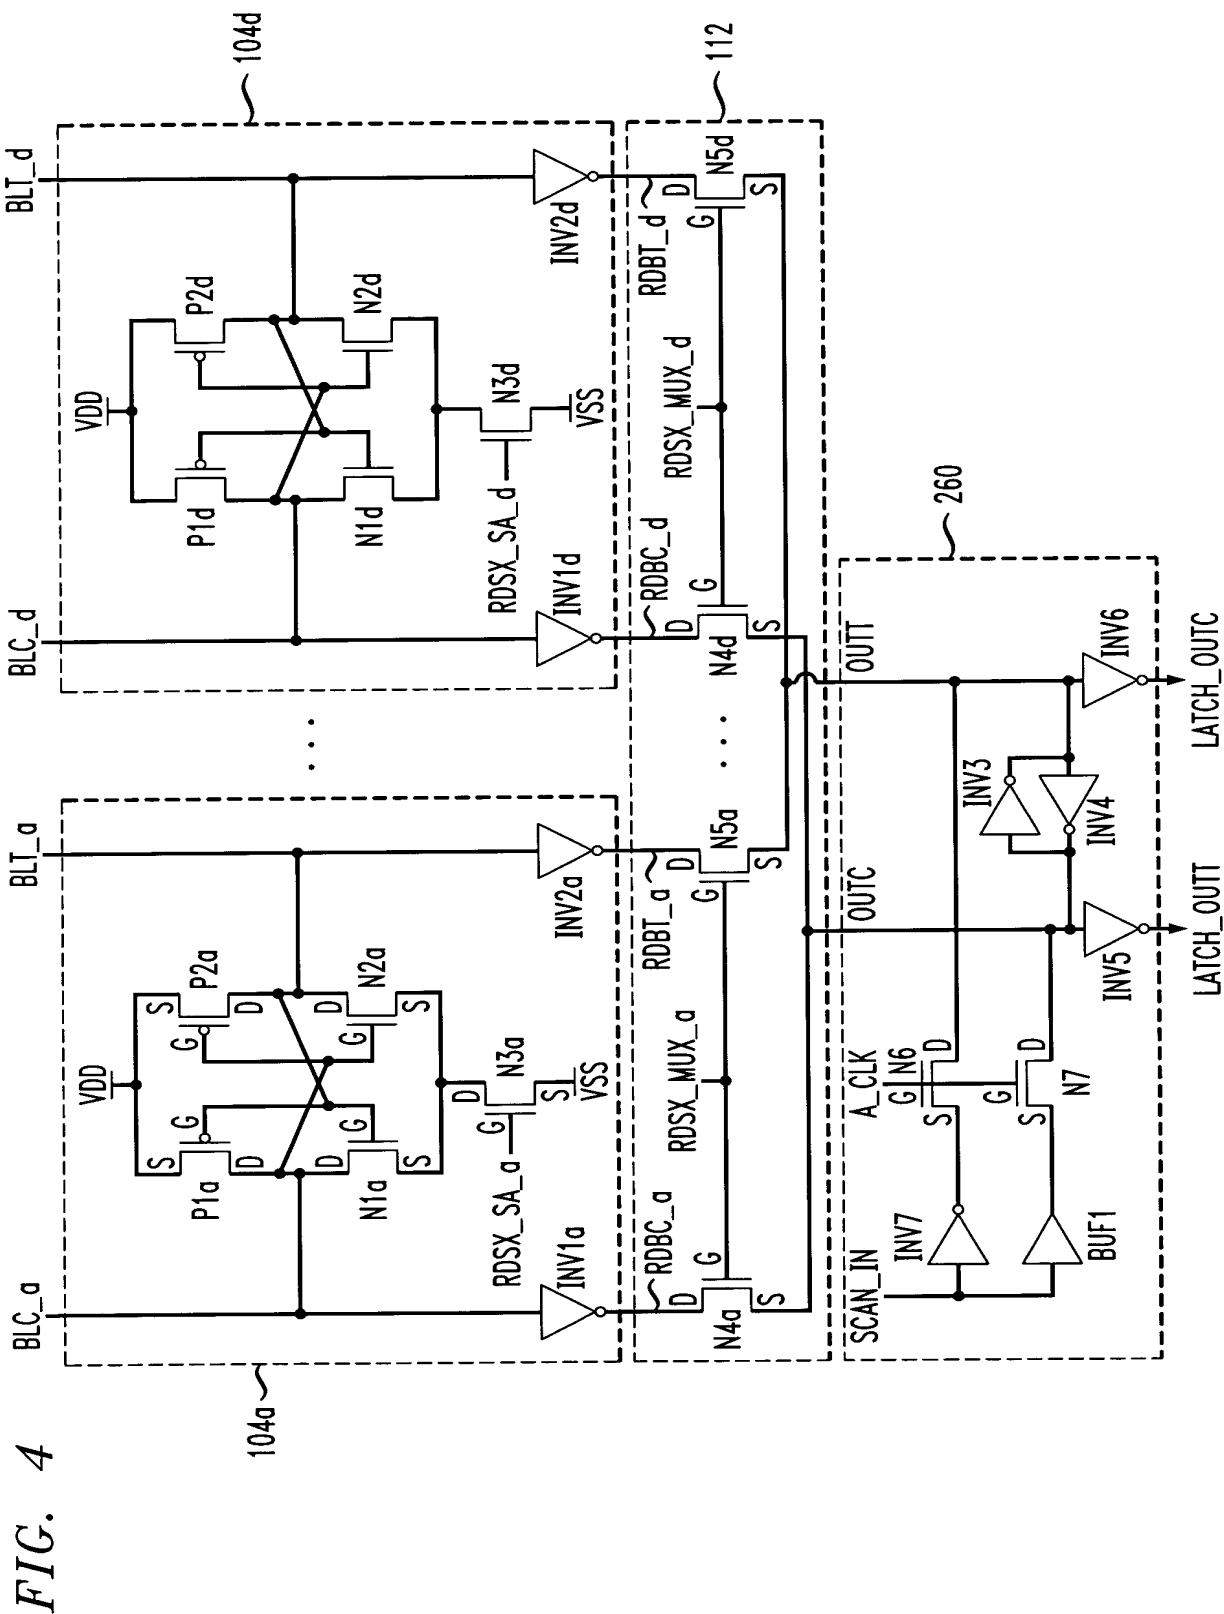 FIG. 4
104a
BLC_a
BLT_a
VDD
S
S
P1a
G
G
P2a
D
D
D
D
N1a
G
G
N2a
S
S
D
RDSX_SA_a
G
N3a
S
VSS
INV1a
INV2a
104d
BLC_d
BLT_d
VDD
P1d
P2d
N1d
N2d
RDSX_SA_d
N3d
VSS
INV1d
INV2d
. . .
112
RDBC_a
RDSX_MUX_a
RDBT_a
D
G
G
D
N4a
N5a
S
S
. . .
RDBC_d
RDSX_MUX_d
RDBT_d
D
G
G
D
N4d
N5d
S
S
260
SCAN_IN
A_CLK
OUTC
OUTT
INV7
S
G
N6
D
BUF1
S
G
N7
D
INV3
INV4
INV5
INV6
LATCH_OUTT
LATCH_OUTC